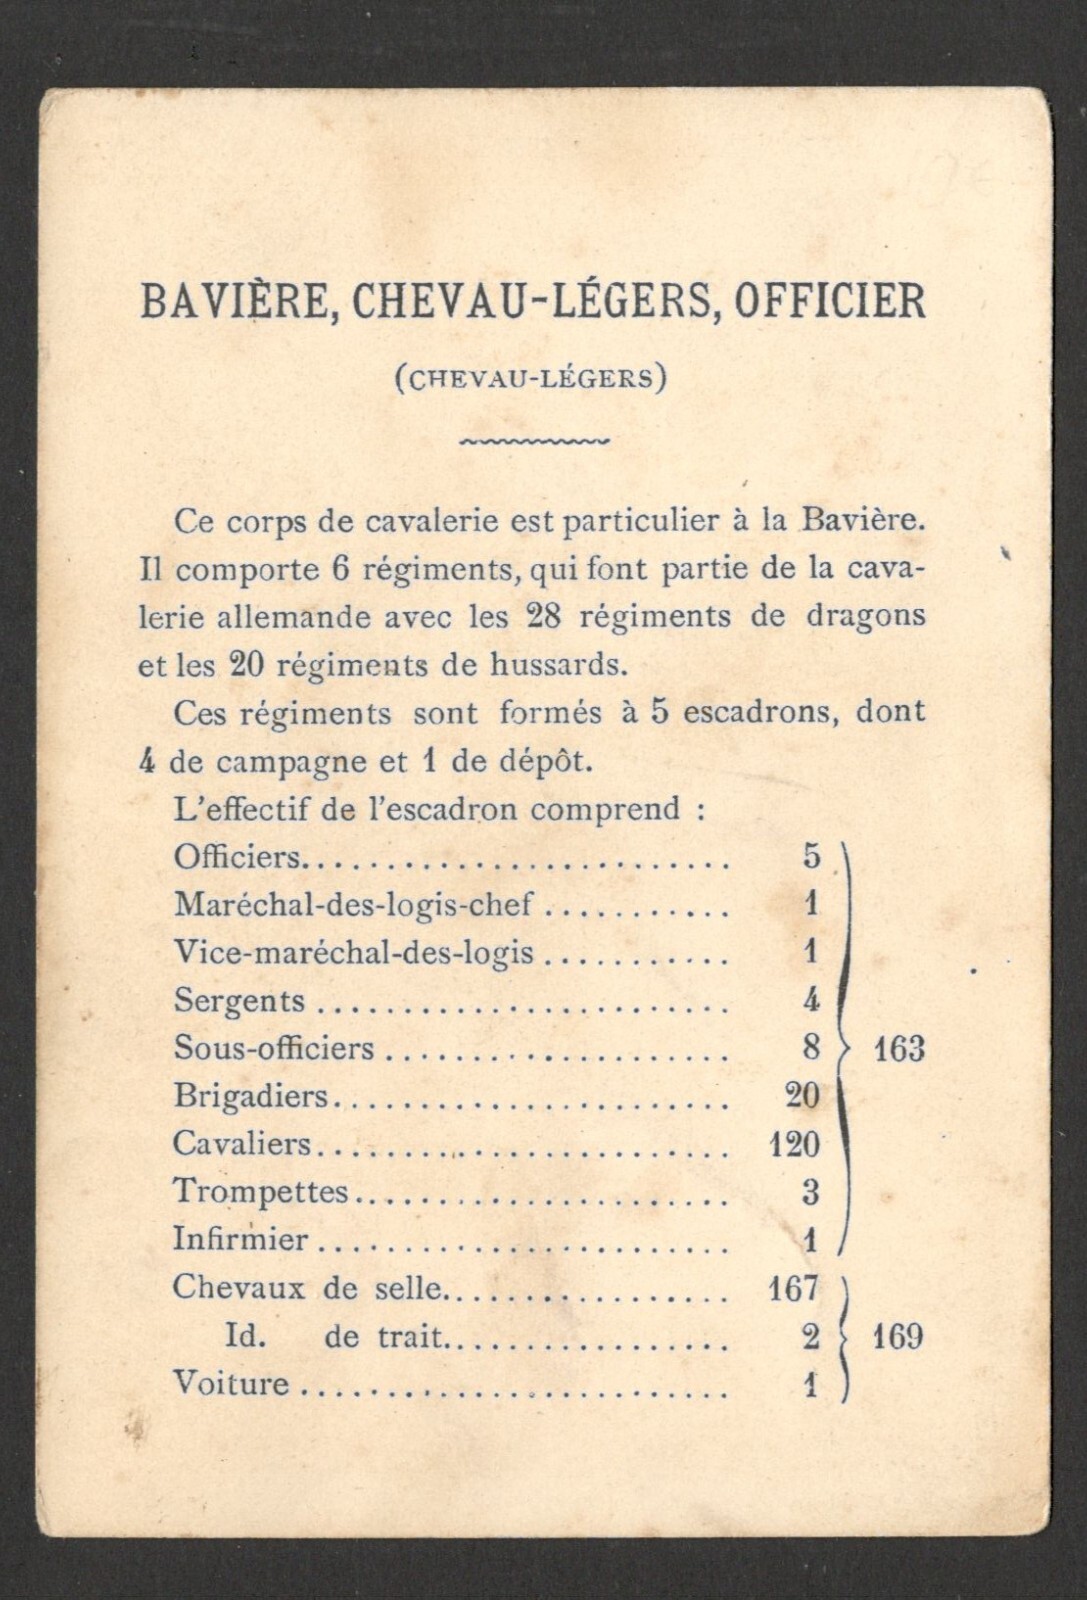 BAVIÈRE, CHEVAU-LÉGERS, OFFICIER
(CHEVAU-LÉGERS)
Ce corps de cavalerie est particulier à la Bavière.
Il comporte 6 régiments, qui font partie de la cava-
lerie allemande avec les 28 régiments de dragons
et les 20 régiments de hussards.
Ces régiments sont formés à 5 escadrons, dont
4 de campagne et 1 de dépôt.
L'effectif de l'escadron comprend :
Officiers.......................... 5
Maréchal-des-logis-chef ........... 1
Vice-maréchal-des-logis ........... 1
Sergents ......................... 4
Sous-officiers ..................... 8 } 163
Brigadiers........................ 20
Cavaliers......................... 120
Trompettes....................... 3
Infirmier ......................... 1
Chevaux de selle.................. 167
Id. de trait.................. 2 } 169
Voiture .......................... 1